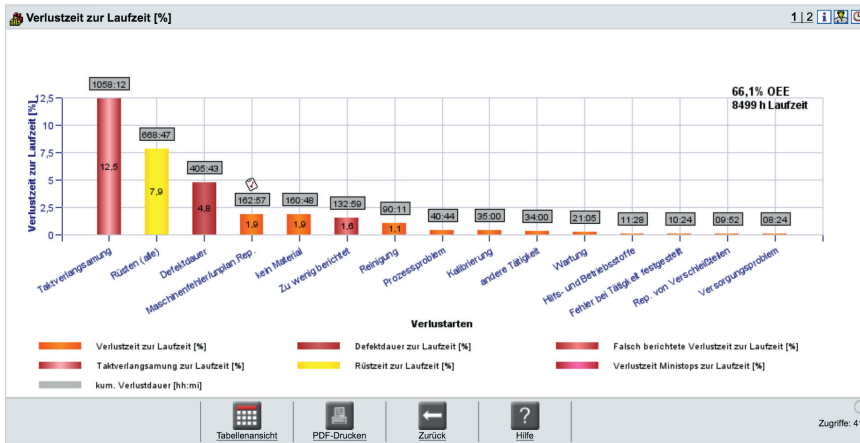 Verlustzeit zur Laufzeit [%]
1 | 2
66,1% OEE
8499 h Laufzeit
Verlustzeit zur Laufzeit [%]
12,5
10
7,5
5
2,5
0
1058:12
668:47
405:43
162:57
160:48
132:59
90:11
40:44
35:00
34:00
21:05
11:28
10:24
09:52
08:24
12,5
7,9
4,8
1,9
1,9
1,6
1,1
Taktverlangsamung
Rüsten (alle)
Defektdauer
Maschinenfehler/unplan.Rep.
kein Material
Zu wenig berichtet
Reinigung
Prozessproblem
Kalibrierung
andere Tätigkeit
Wartung
Hilfs- und Betriebsstoffe
Fehler bei Tätigkeit festgestellt
Rep. von Verschleißteilen
Versorgungsproblem
Verlustarten
Verlustzeit zur Laufzeit [%] Defektdauer zur Laufzeit [%] Falsch berichtete Verlustzeit zur Laufzeit [%]
Taktverlangsamung zur Laufzeit [%] Rüstzeit zur Laufzeit [%] Verlustzeit Ministops zur Laufzeit [%]
kum. Verlustdauer [hh:mi]
Tabellenansicht PDF-Drucken Zurück Hilfe
Zugriffe: 4